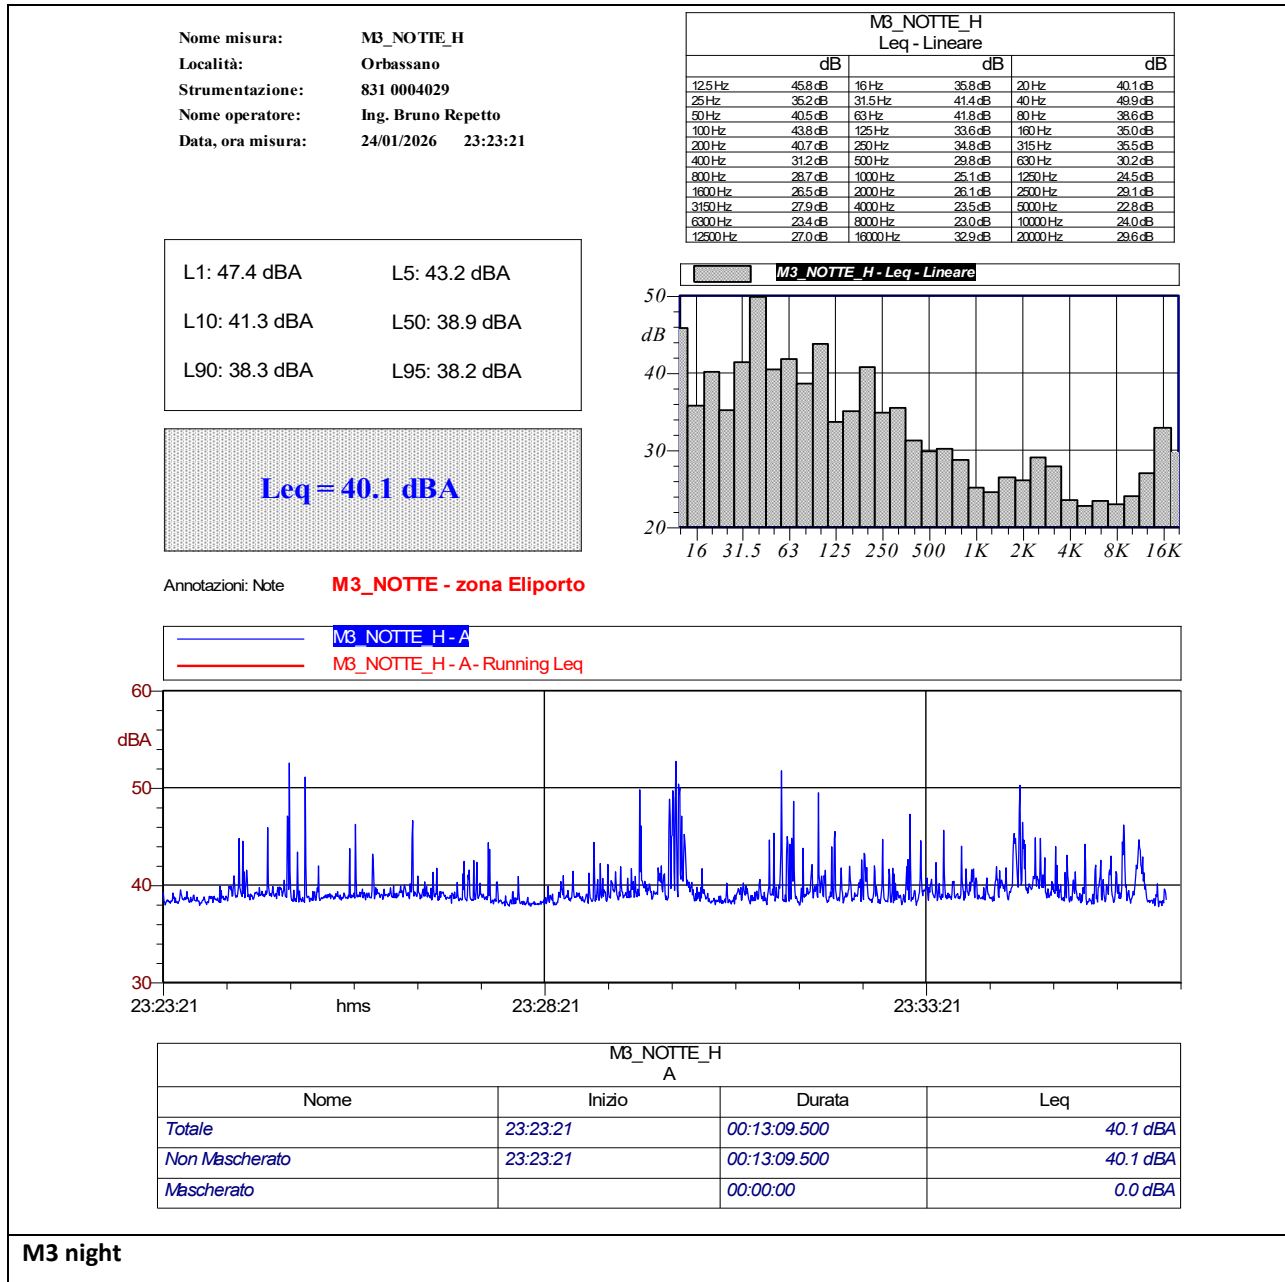 Nome misura: M3_NOTTE_H
Località: Orbassano
Strumentazione: 831 0004029
Nome operatore: Ing. Bruno Repetto
Data, ora misura: 24/01/2026 23:23:21
M3_NOTTE_H
Leq - Lineare
dB dB dB
12.5 Hz 45.8 dB 16 Hz 35.8 dB 20 Hz 40.1 dB
25 Hz 35.2 dB 31.5 Hz 41.4 dB 40 Hz 49.9 dB
50 Hz 40.5 dB 63 Hz 41.8 dB 80 Hz 38.6 dB
100 Hz 43.8 dB 125 Hz 33.6 dB 160 Hz 35.0 dB
200 Hz 40.7 dB 250 Hz 34.8 dB 315 Hz 35.5 dB
400 Hz 31.2 dB 500 Hz 29.8 dB 630 Hz 30.2 dB
800 Hz 28.7 dB 1000 Hz 25.1 dB 1250 Hz 24.5 dB
1600 Hz 26.5 dB 2000 Hz 26.1 dB 2500 Hz 29.1 dB
3150 Hz 27.9 dB 4000 Hz 23.5 dB 5000 Hz 22.8 dB
6300 Hz 23.4 dB 8000 Hz 23.0 dB 10000 Hz 24.0 dB
12500 Hz 27.0 dB 16000 Hz 32.9 dB 20000 Hz 29.6 dB
L1: 47.4 dBA L5: 43.2 dBA
L10: 41.3 dBA L50: 38.9 dBA
L90: 38.3 dBA L95: 38.2 dBA
Leq = 40.1 dBA
M3_NOTTE_H - Leq - Lineare
50
dB
40
30
20
16 31.5 63 125 250 500 1K 2K 4K 8K 16K
Annotazioni: Note M3_NOTTE - zona Eliporto
M3_NOTTE_H - A
M3_NOTTE_H - A - Running Leq
60
dBA
50
40
30
23:23:21 hms 23:28:21 23:33:21
M3_NOTTE_H
A
Nome Inizio Durata Leq
Totale 23:23:21 00:13:09.500 40.1 dBA
Non Mascherato 23:23:21 00:13:09.500 40.1 dBA
Mascherato 00:00:00 0.0 dBA
M3 night